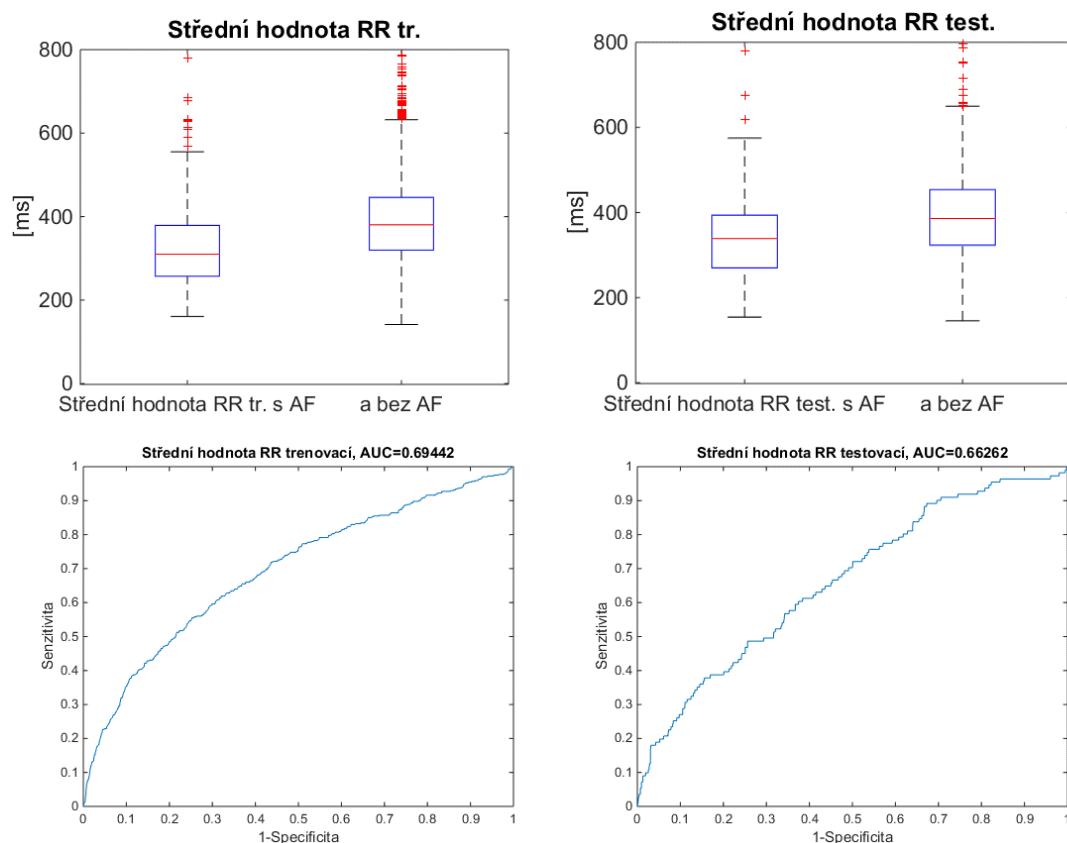 Střední hodnota RR tr.
800
600
400
200
0
[ms]
Střední hodnota RR tr. s AF
a bez AF
Střední hodnota RR test.
800
600
400
200
0
[ms]
Střední hodnota RR test. s AF
a bez AF
Střední hodnota RR trenovací, AUC=0.69442
1
0.9
0.8
0.7
0.6
0.5
0.4
0.3
0.2
0.1
0
Senzitivita
0 0.1 0.2 0.3 0.4 0.5 0.6 0.7 0.8 0.9 1
1-Specificita
Střední hodnota RR testovací, AUC=0.66262
1
0.9
0.8
0.7
0.6
0.5
0.4
0.3
0.2
0.1
0
Senzitivita
0 0.1 0.2 0.3 0.4 0.5 0.6 0.7 0.8 0.9 1
1-Specificita